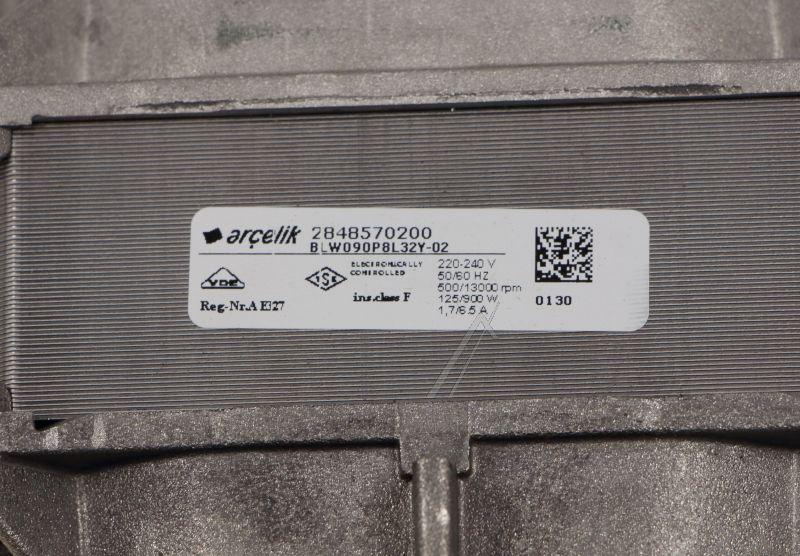 arçelik 2848570200
BLW090P8L32Y-02
VDE
Reg-Nr.A E327
TSE
ELECTRONICALLY
CONTROLLED
ins.class F
220-240 V
50/60 HZ
500/13000 rpm
125/900 W
1,7/6.5 A
0130